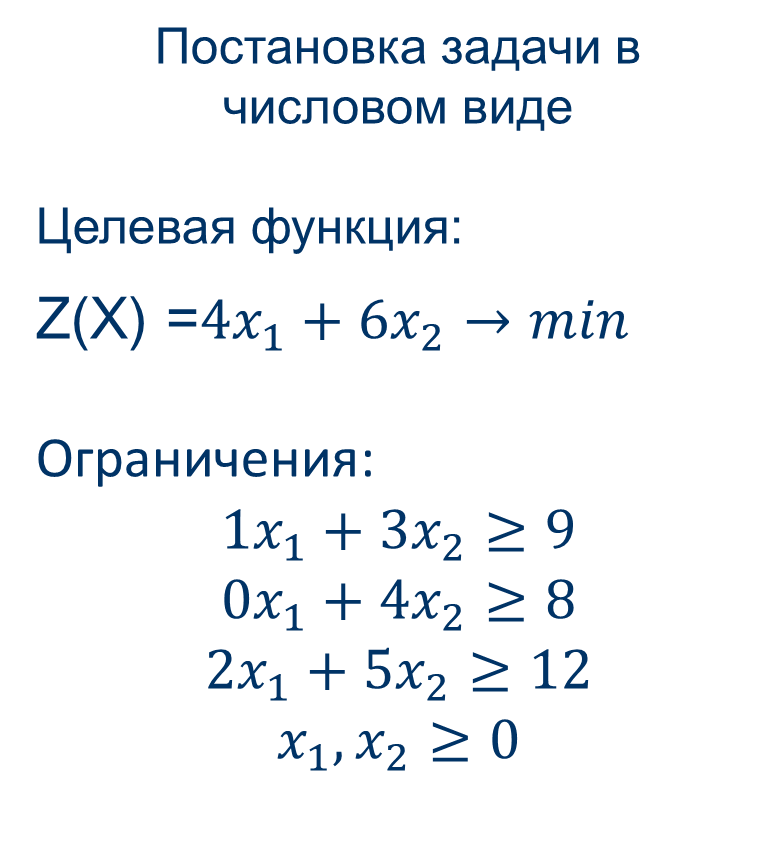 Постановка задачи в
числовом виде
Целевая функция:
Z(X) =4𝑥₁ + 6𝑥₂ → 𝑚𝑖𝑛
Ограничения:
1𝑥₁ + 3𝑥₂ ≥ 9
0𝑥₁ + 4𝑥₂ ≥ 8
2𝑥₁ + 5𝑥₂ ≥ 12
𝑥₁, 𝑥₂ ≥ 0